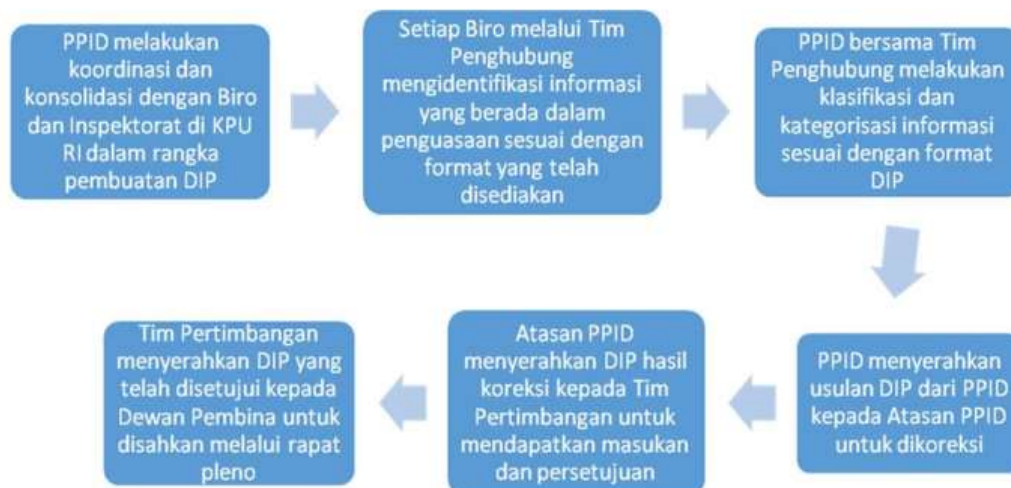 PPID melakukan
koordinasi dan
konsolidasi dengan Biro
dan Inspektorat di KPU
RI dalam rangka
pembuatan DIP
Setiap Biro melalui Tim
Penghubung
mengidentifikasi informasi
yang berada dalam
penguasaan sesuai dengan
format yang telah
disediakan
PPID bersama Tim
Penghubung melakukan
klasifikasi dan
kategorisasi informasi
sesuai dengan format
DIP
PPID menyerahkan
usulan DIP dari PPID
kepada Atasan PPID
untuk dikoreksi
Atasan PPID
menyerahkan DIP hasil
koreksi kepada Tim
Pertimbangan untuk
mendapatkan masukan
dan persetujuan
Tim Pertimbangan
menyerahkan DIP yang
telah disetujui kepada
Dewan Pembina untuk
disahkan melalui rapat
pleno